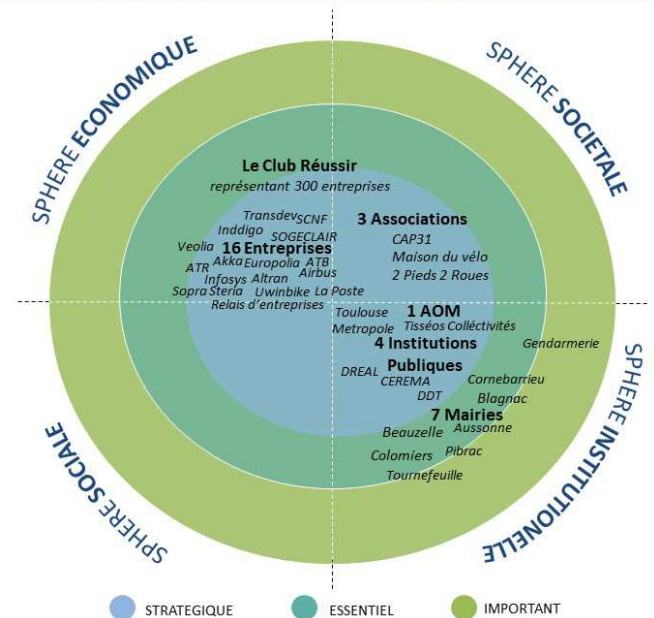 SPHERE ECONOMIQUE
SPHERE SOCIETALE
Le Club Réussir
représentant 300 entreprises
Transdev SCNF
Inddigo
SOGECLAIR
Veolia
16 Entreprises
Akka Europolia ATB
ATR
Airbus
Infosys Altran
Sopra Steria Uwinbike La Poste
Relais d'entreprises
3 Associations
CAP31
Maison du vélo
2 Pieds 2 Roues
Toulouse
Metropole
1 AOM
Tisséos Colléctivités
4 Institutions
Publiques
Gendarmerie
DREAL
CEREMA
DDT
Cornebarrieu
Blagnac
7 Mairies
Beauzelle
Aussonne
Colomiers
Pibrac
Tournefeuille
SPHERE SOCIALE
SPHERE INSTITUTIONELLE
STRATEGIQUE
ESSENTIEL
IMPORTANT